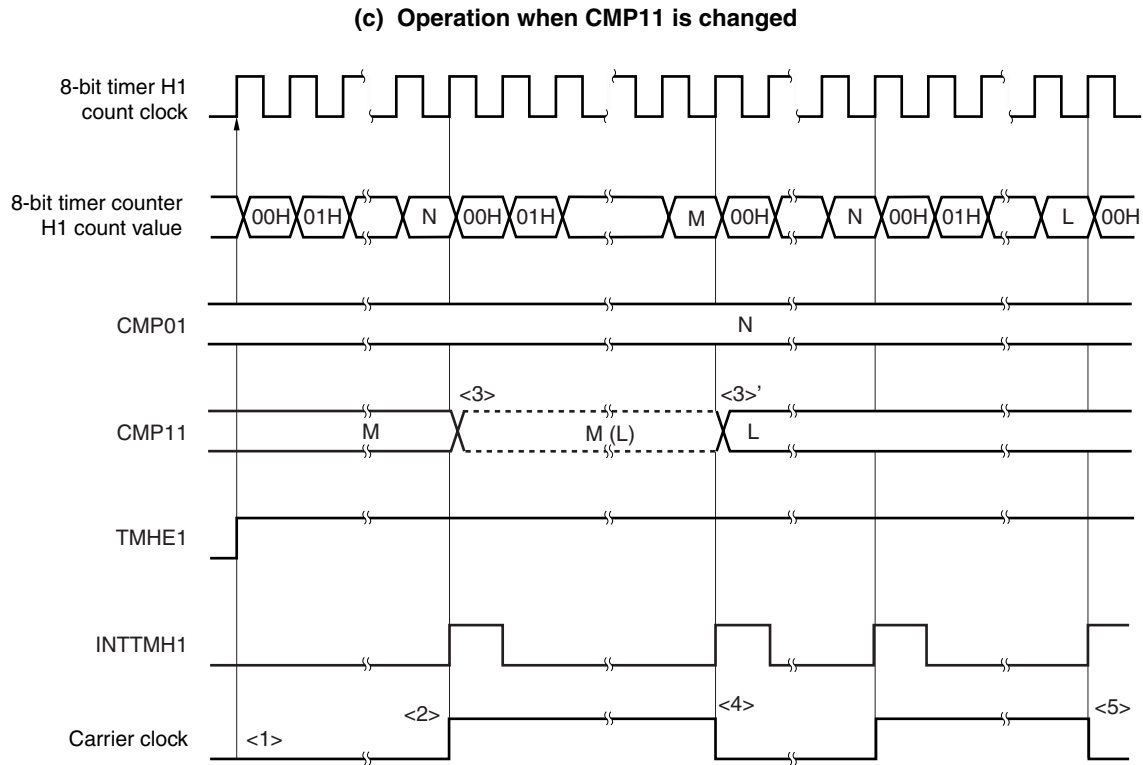 (c) Operation when CMP11 is changed
8-bit timer H1
count clock
8-bit timer counter
H1 count value
00H 01H N 00H 01H M 00H N 00H 01H L 00H
CMP01
N
<3> <3>’
CMP11
M M (L) L
TMHE1
INTTMH1
<2> <4> <5>
Carrier clock
<1>